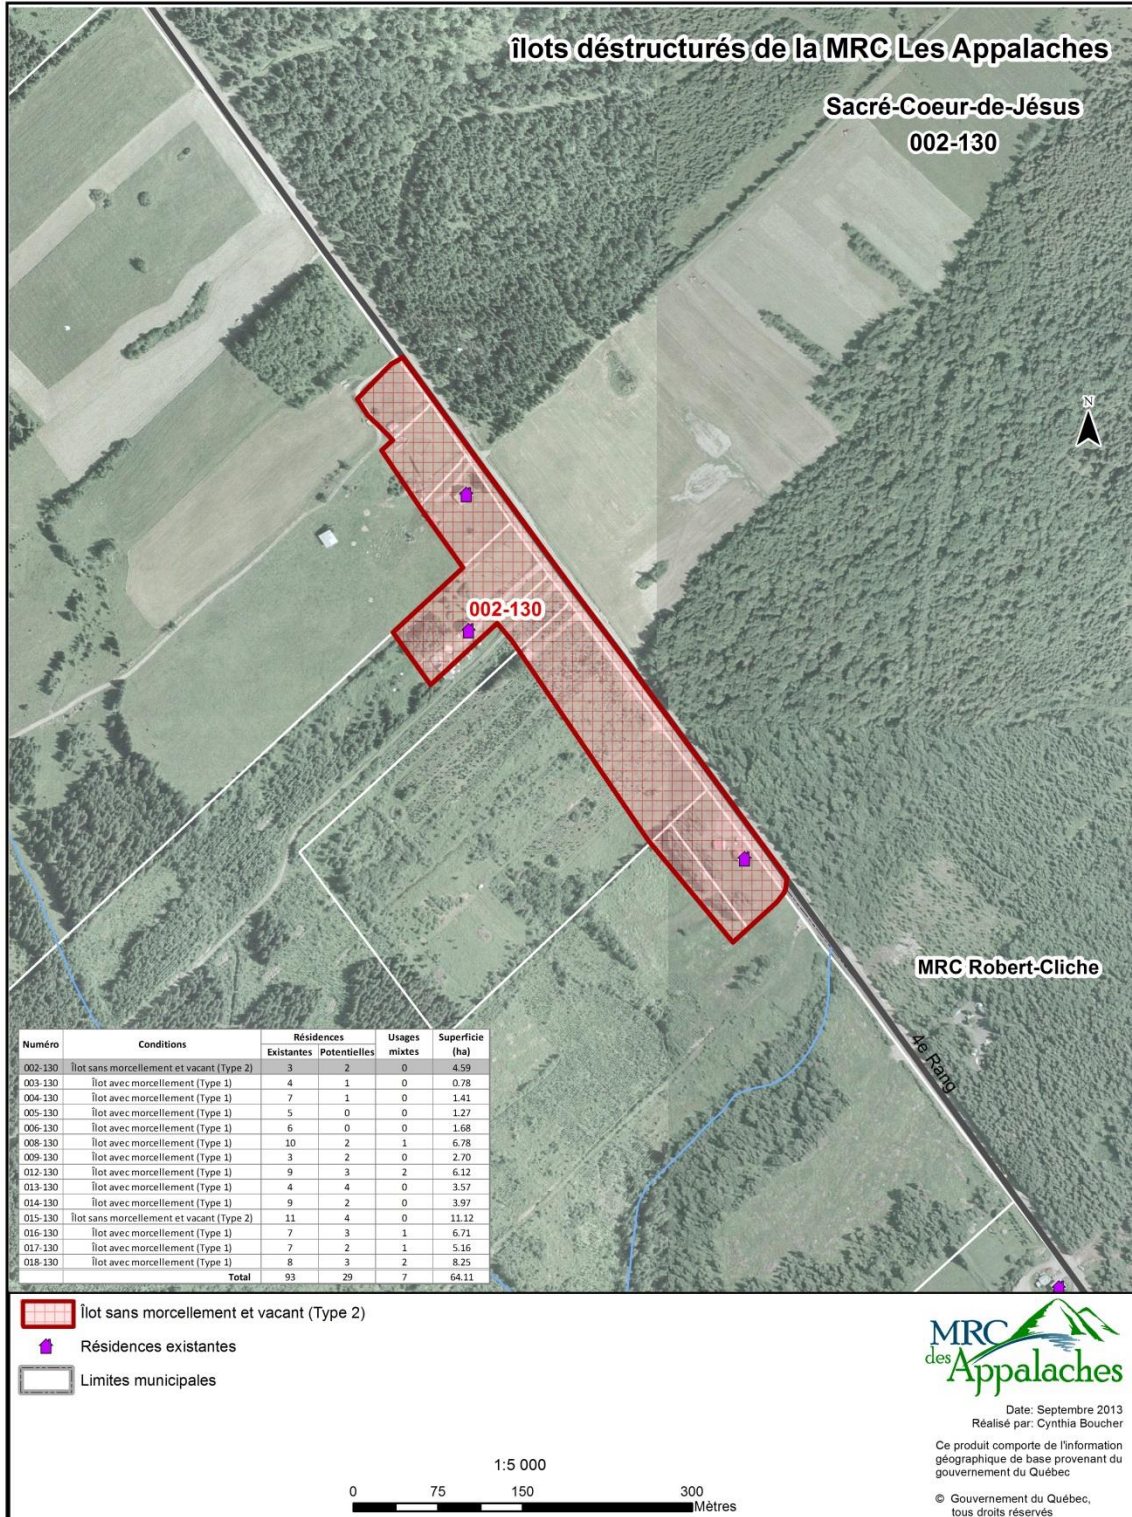 îlots déstructurés de la MRC Les Appalaches
Sacré-Coeur-de-Jésus
002-130
N
002-130
MRC Robert-Cliche
4e Rang
Numéro Conditions Résidences Usages mixtes Superficie (ha)
Existantes Potentielles
002-130 Îlot sans morcellement et vacant (Type 2) 3 2 0 4.59
003-130 Îlot avec morcellement (Type 1) 4 1 0 0.78
004-130 Îlot avec morcellement (Type 1) 7 1 0 1.41
005-130 Îlot avec morcellement (Type 1) 5 0 0 1.27
006-130 Îlot avec morcellement (Type 1) 6 0 0 1.68
008-130 Îlot avec morcellement (Type 1) 10 2 1 6.78
009-130 Îlot avec morcellement (Type 1) 3 2 0 2.70
012-130 Îlot avec morcellement (Type 1) 9 3 2 6.12
013-130 Îlot avec morcellement (Type 1) 4 4 0 3.57
014-130 Îlot avec morcellement (Type 1) 9 2 0 3.97
015-130 Îlot sans morcellement et vacant (Type 2) 11 4 0 11.12
016-130 Îlot avec morcellement (Type 1) 7 3 1 6.71
017-130 Îlot avec morcellement (Type 1) 7 2 1 5.16
018-130 Îlot avec morcellement (Type 1) 8 3 2 8.25
Total 93 29 7 64.11
Îlot sans morcellement et vacant (Type 2)
Résidences existantes
Limites municipales
1:5 000
0 75 150 300
Mètres
MRC
des Appalaches
Date: Septembre 2013
Réalisé par: Cynthia Boucher
Ce produit comporte de l'information
géographique de base provenant du
gouvernement du Québec
© Gouvernement du Québec,
tous droits réservés